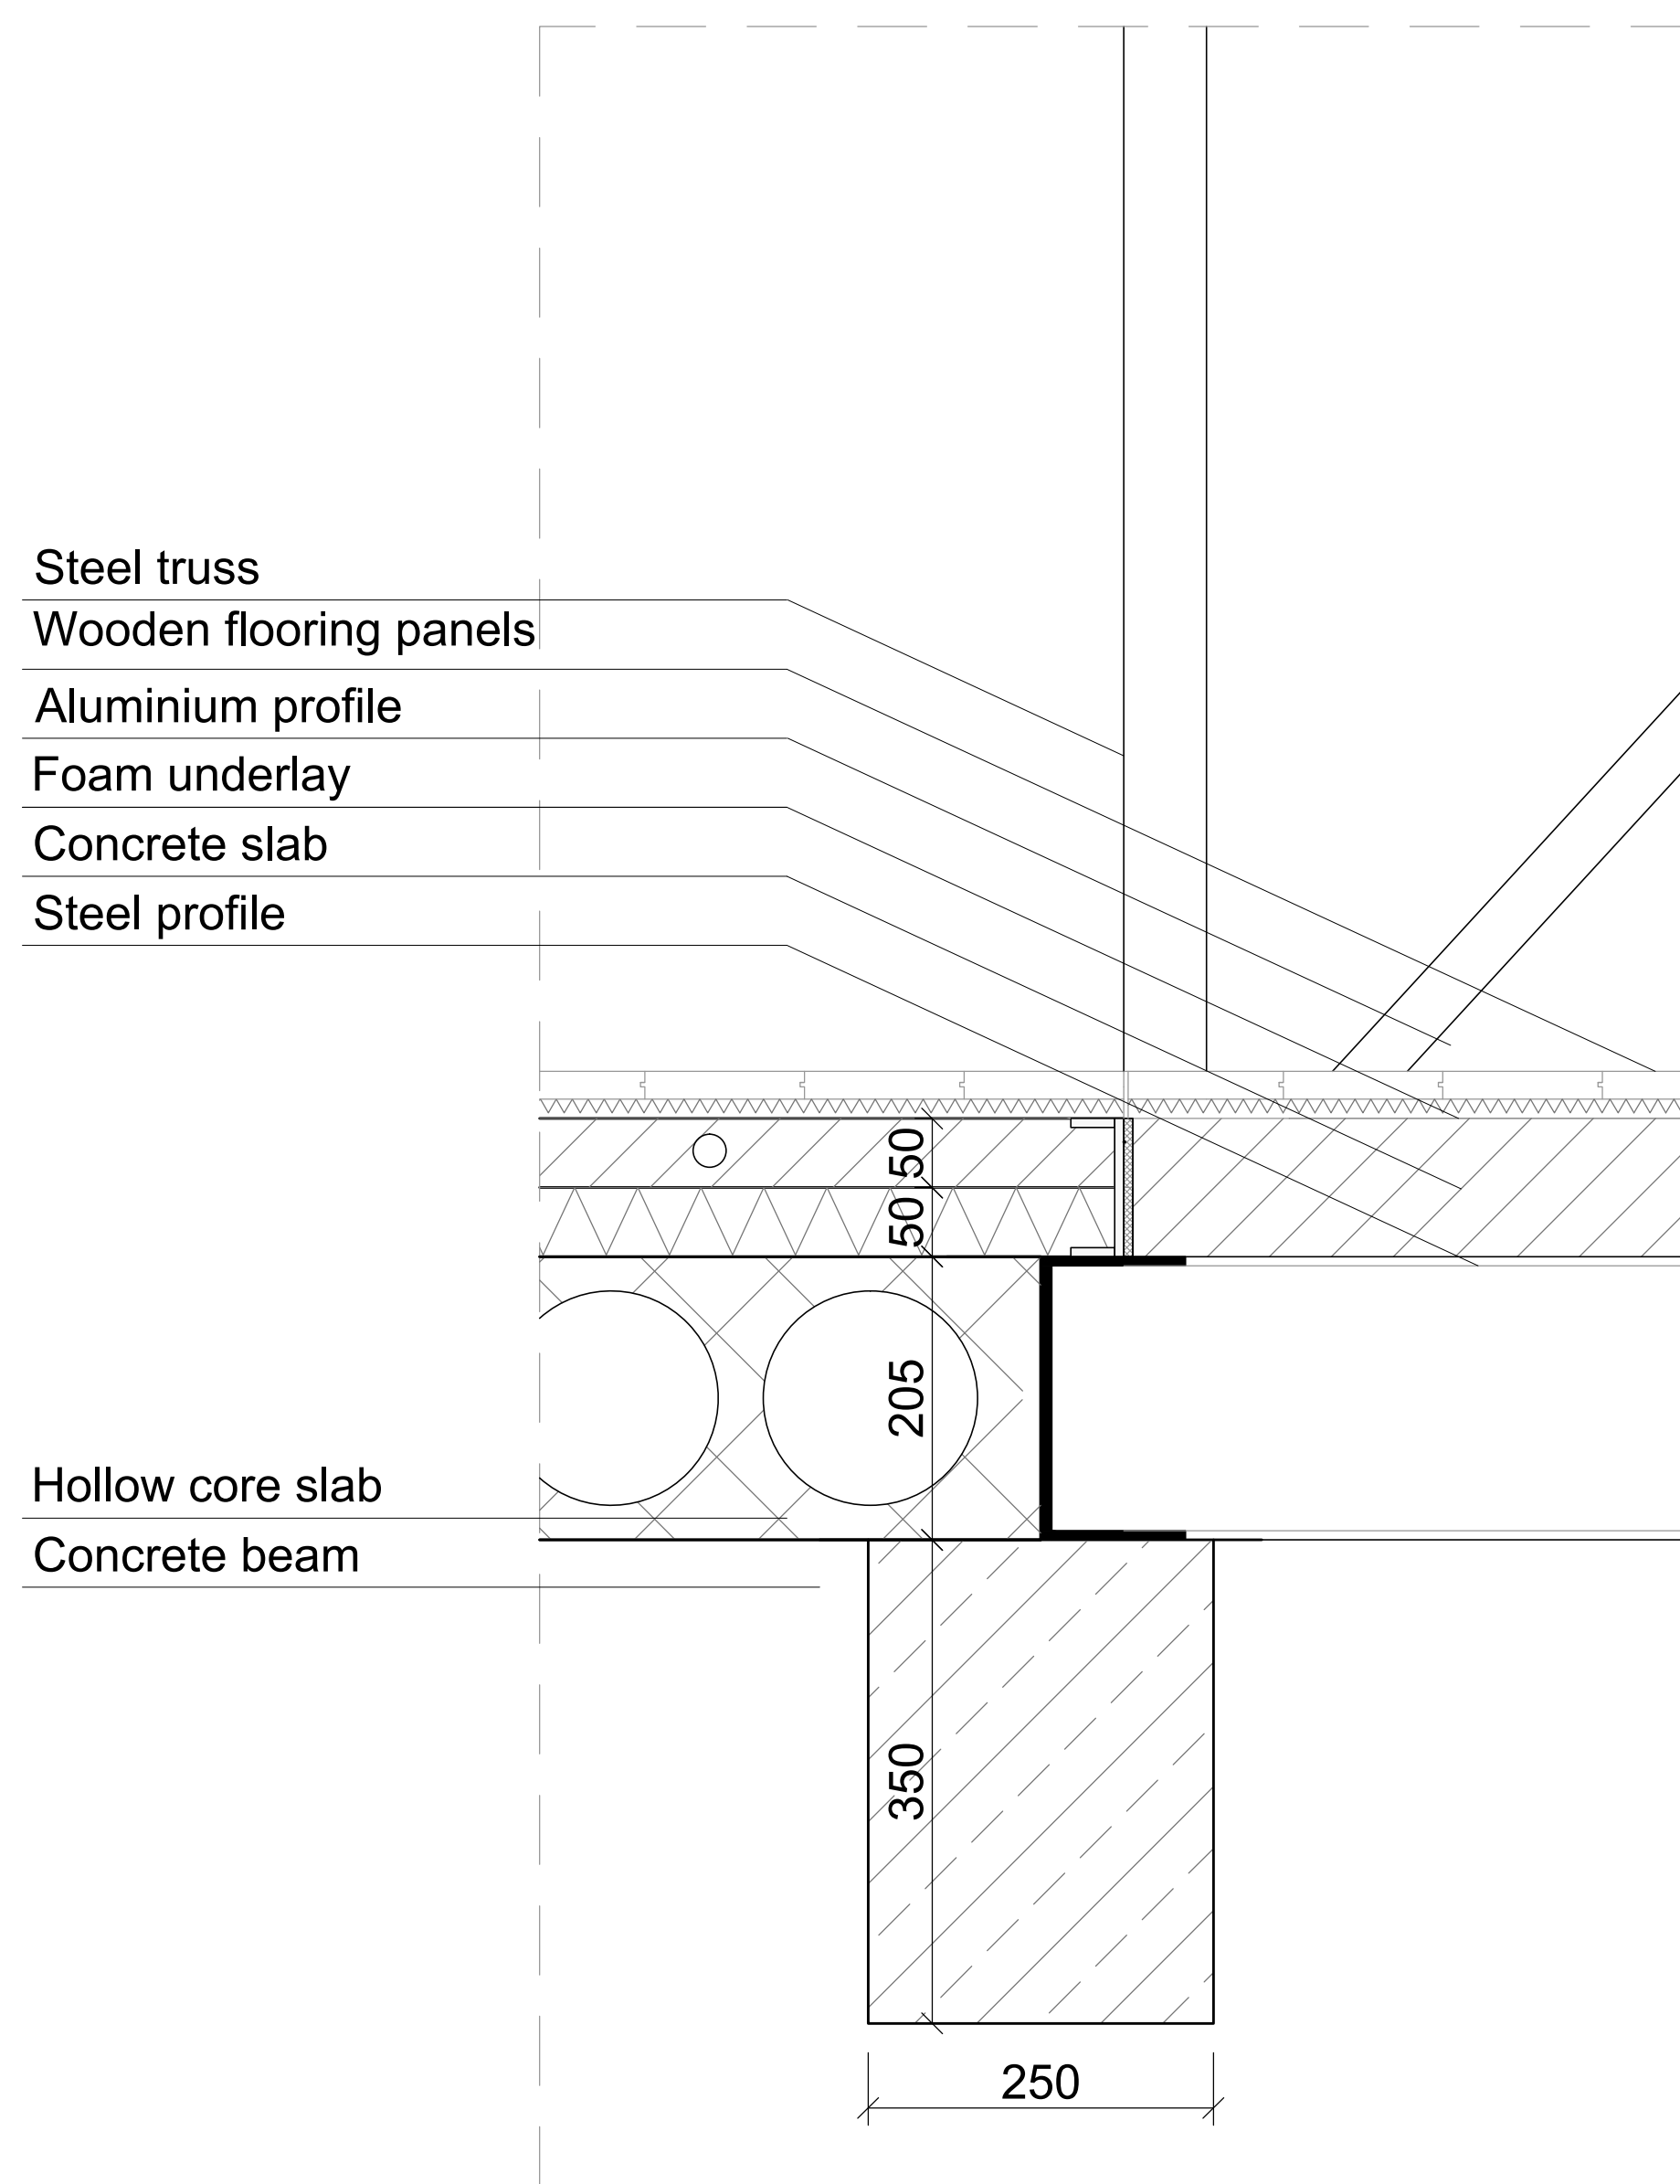 Steel truss
Wooden flooring panels
Aluminium profile
Foam underlay
Concrete slab
Steel profile
50
50
205
Hollow core slab
Concrete beam
350
250